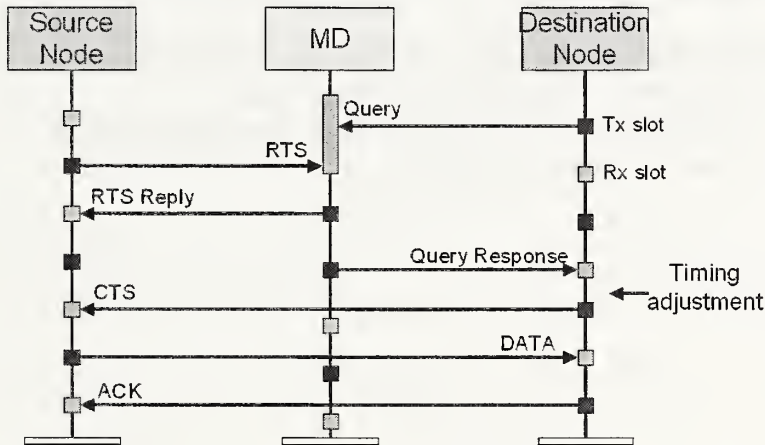 Source
Node
MD
Destination
Node
Query
Tx slot
RTS
Rx slot
RTS Reply
Query Response
Timing
adjustment
CTS
DATA
ACK